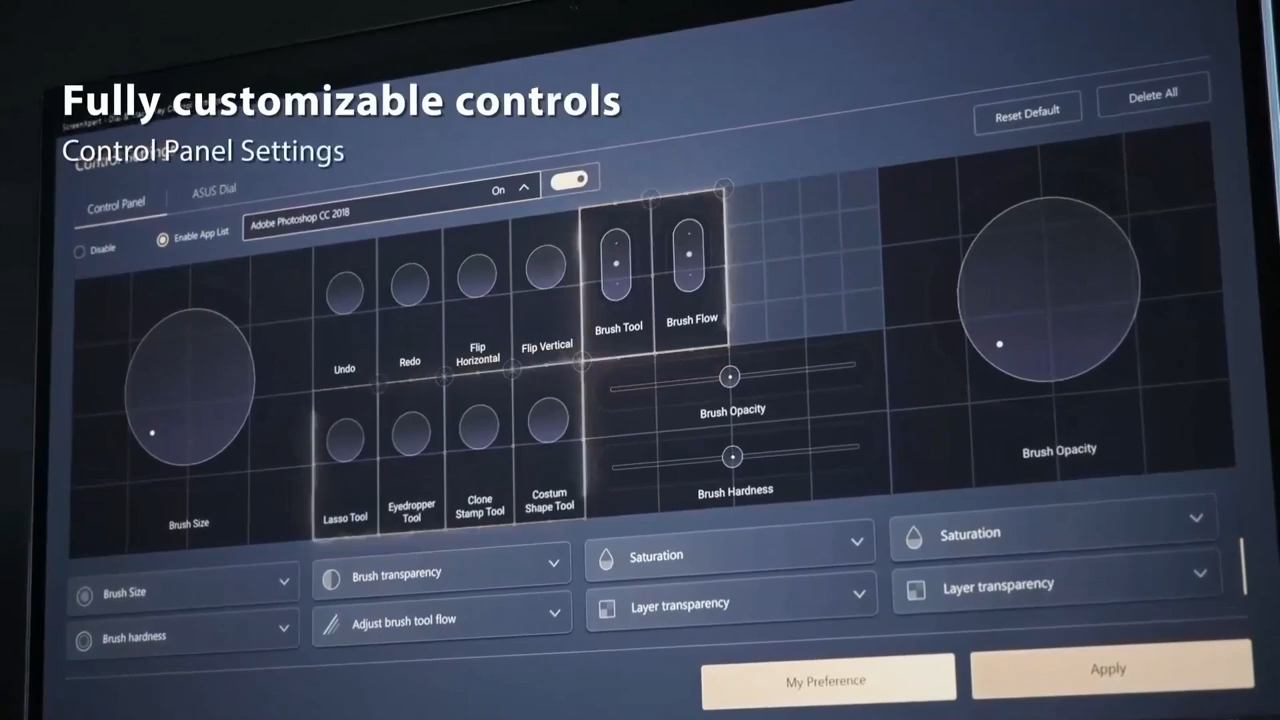 Fully customizable controls
Control Panel Settings
Reset Default
Delete All
Control Panel
ASUS Dial
Disable
Enable App List
Adobe Photoshop CC 2018
On
Undo
Redo
Flip
Horizontal
Flip Vertical
Brush Tool
Brush Flow
Brush Opacity
Brush Hardness
Brush Size
Lasso Tool
Eyedropper
Tool
Clone
Stamp Tool
Costum
Shape Tool
Brush Opacity
Brush Size
Brush transparency
Saturation
Saturation
Brush hardness
Adjust brush tool flow
Layer transparency
Layer transparency
My Preference
Apply